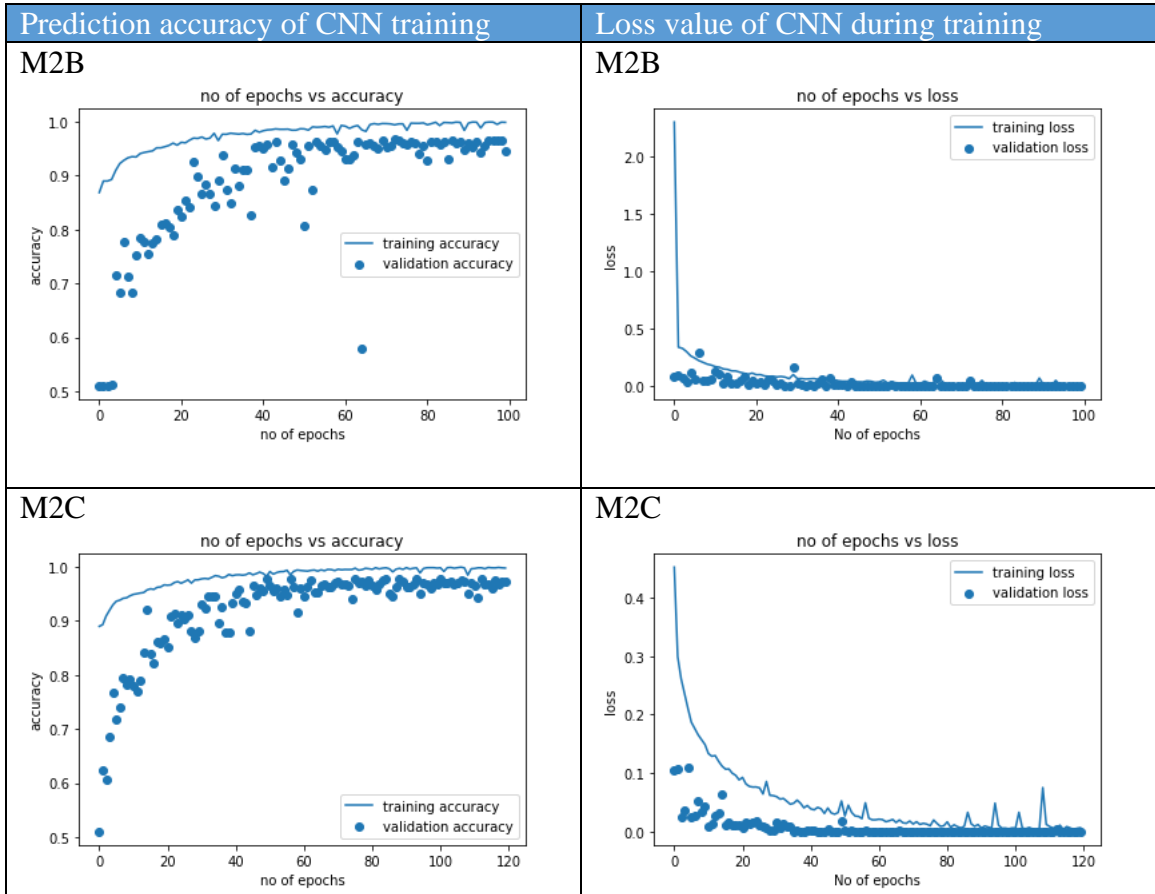 Prediction accuracy of CNN training
Loss value of CNN during training
M2B
no of epochs vs accuracy
1.0
0.9
0.8
0.7
0.6
0.5
accuracy
training accuracy
validation accuracy
0 20 40 60 80 100
no of epochs
M2B
no of epochs vs loss
2.0
1.5
1.0
0.5
0.0
loss
training loss
validation loss
0 20 40 60 80 100
No of epochs
M2C
no of epochs vs accuracy
1.0
0.9
0.8
0.7
0.6
0.5
accuracy
training accuracy
validation accuracy
0 20 40 60 80 100 120
no of epochs
M2C
no of epochs vs loss
0.4
0.3
0.2
0.1
0.0
loss
training loss
validation loss
0 20 40 60 80 100 120
No of epochs